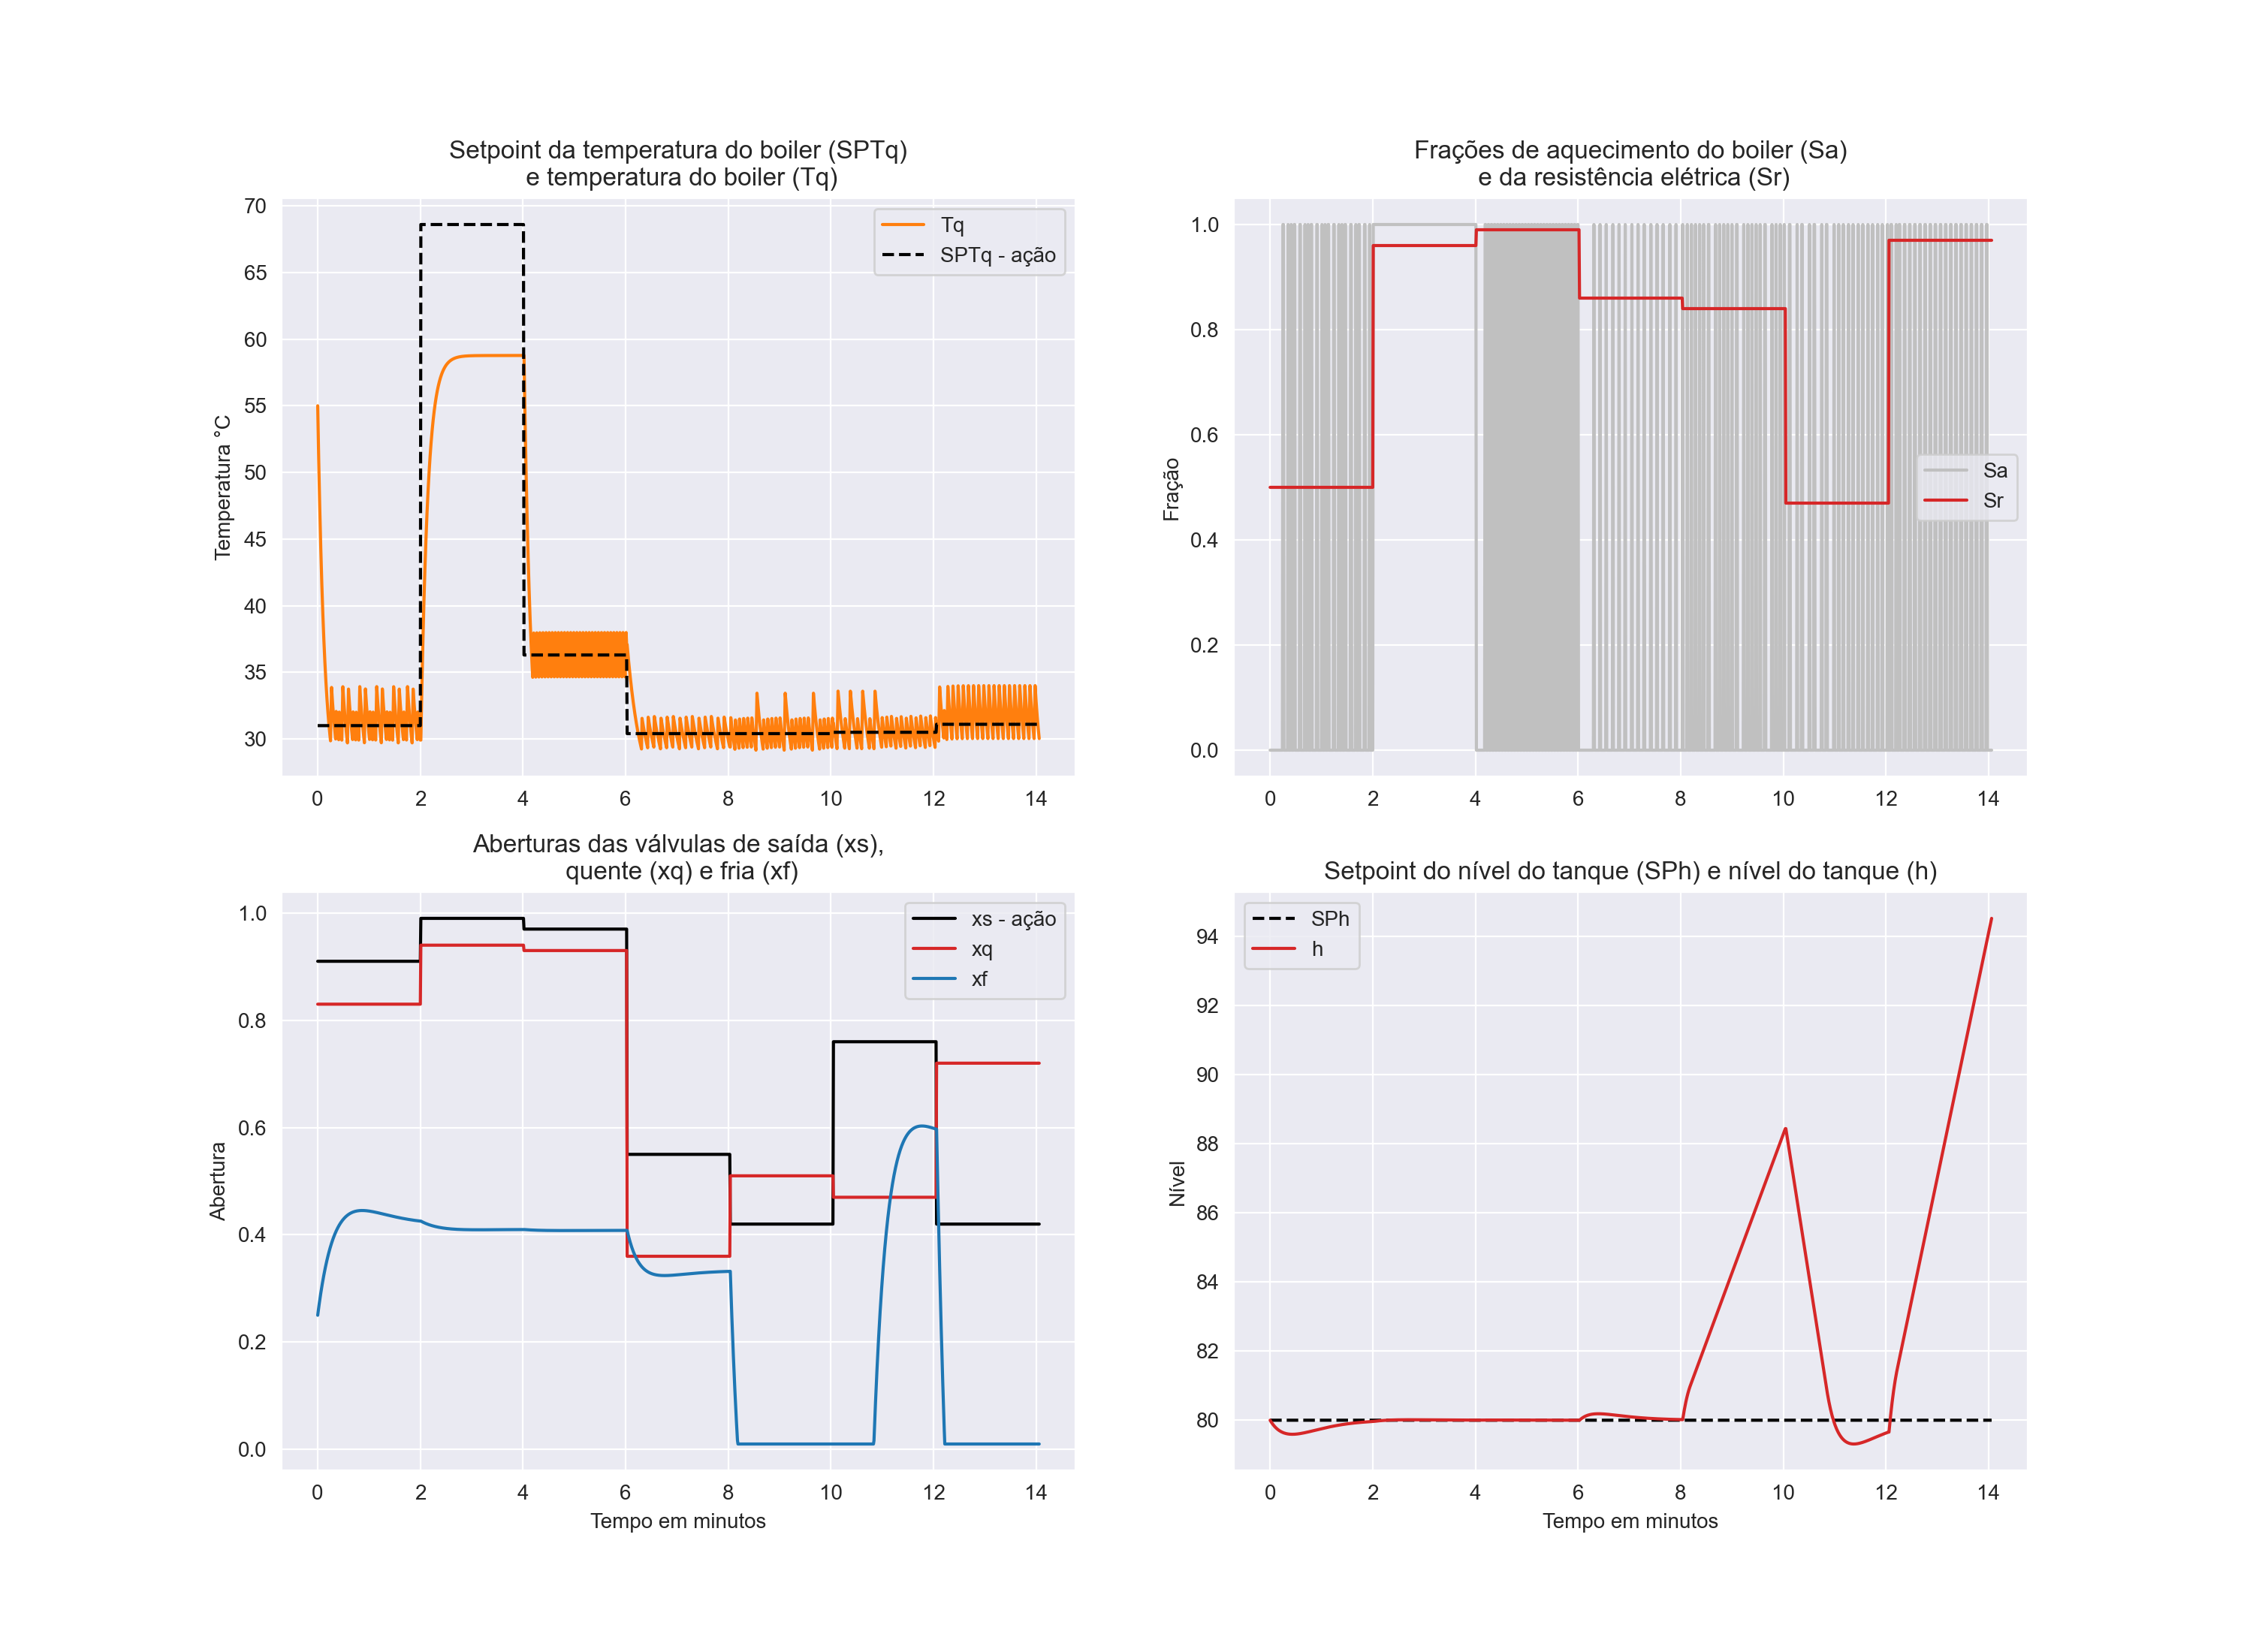 Setpoint da temperatura do boiler (SPTq)
e temperatura do boiler (Tq)
70
65
60
55
50
45
40
35
30
Temperatura °C
Tq
SPTq - ação
0 2 4 6 8 10 12 14
Frações de aquecimento do boiler (Sa)
e da resistência elétrica (Sr)
1.0
0.8
0.6
0.4
0.2
0.0
Fração
Sa
Sr
0 2 4 6 8 10 12 14
Aberturas das válvulas de saída (xs),
quente (xq) e fria (xf)
1.0
0.8
0.6
0.4
0.2
0.0
Abertura
xs - ação
xq
xf
0 2 4 6 8 10 12 14
Tempo em minutos
Setpoint do nível do tanque (SPh) e nível do tanque (h)
94
92
90
88
86
84
82
80
Nível
SPh
h
0 2 4 6 8 10 12 14
Tempo em minutos